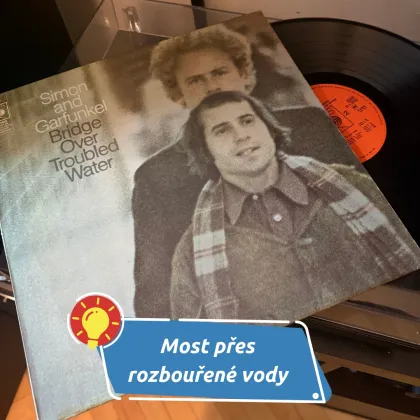 Simon
and
Garfunkel
Bridge
Over
Troubled
Water
Most přes
rozbouřené vody